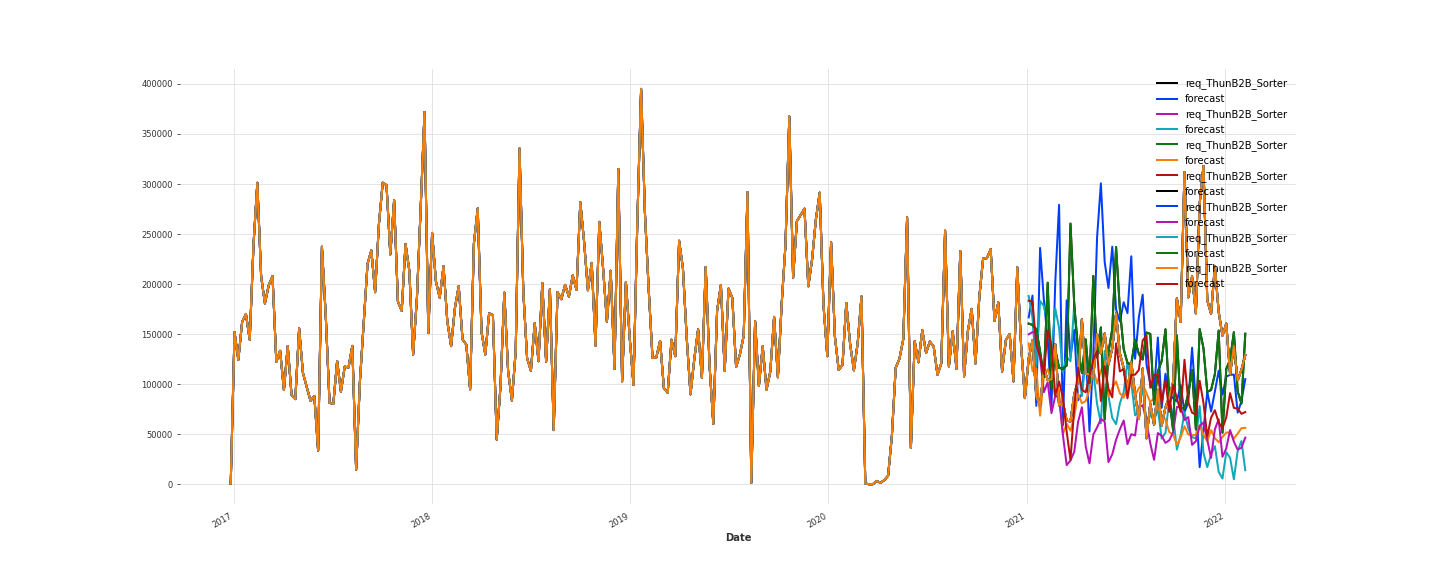 400000
350000
300000
250000
200000
150000
100000
50000
0
2017
2018
2019
2020
2021
2022
Date
req_ThunB2B_Sorter
forecast
req_ThunB2B_Sorter
forecast
req_ThunB2B_Sorter
forecast
req_ThunB2B_Sorter
forecast
req_ThunB2B_Sorter
forecast
req_ThunB2B_Sorter
forecast
req_ThunB2B_Sorter
forecast